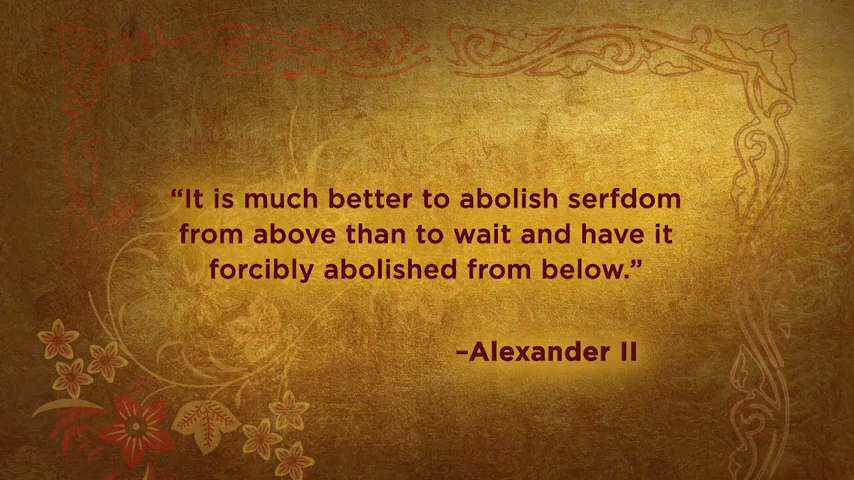 “It is much better to abolish serfdom
from above than to wait and have it
forcibly abolished from below.”
–Alexander II